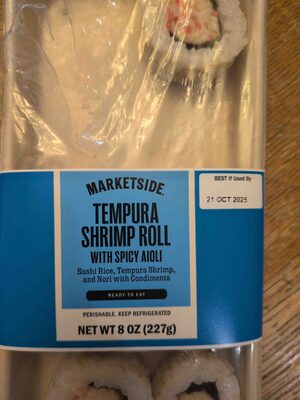 MARKETSIDE.
TEMPURA
SHRIMP ROLL
WITH SPICY AIOLI
Sushi Rice, Tempura Shrimp,
and Nori with Condiments
READY TO EAT
PERISHABLE. KEEP REFRIGERATED
NET WT 8 OZ (227g)
BEST If Used By
21 OCT 2025